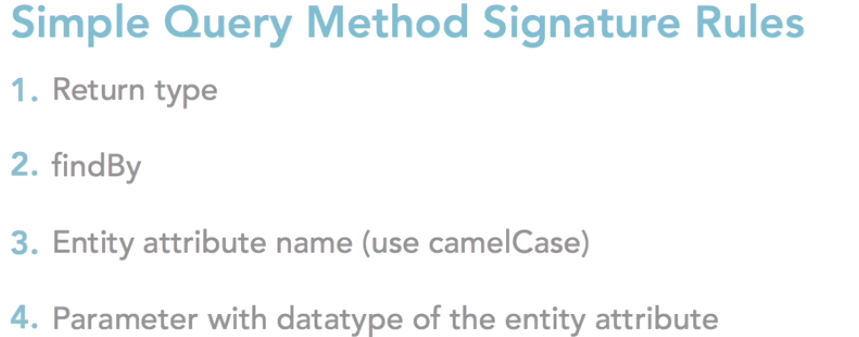 Simple Query Method Signature Rules
1. Return type
2. findBy
3. Entity attribute name (use camelCase)
4. Parameter with datatype of the entity attribute